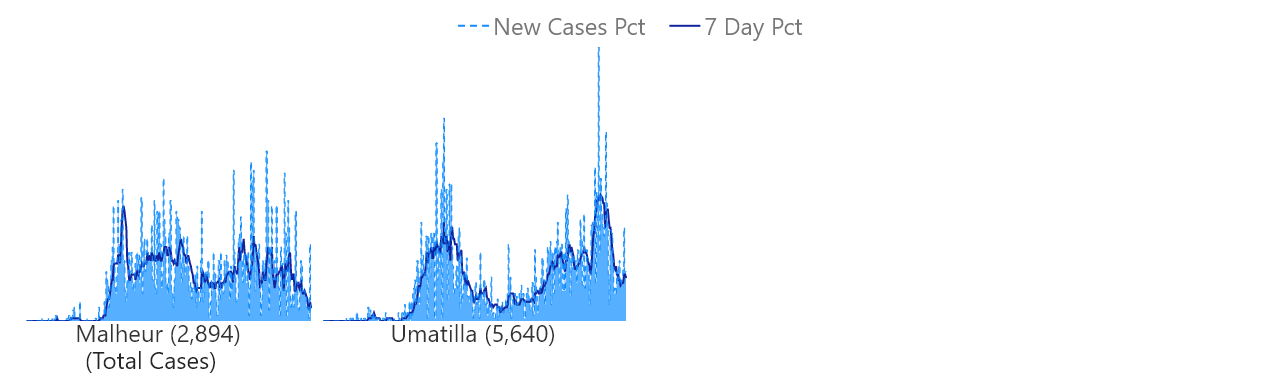 New Cases Pct 7 Day Pct
Malheur (2,894) Umatilla (5,640)
(Total Cases)